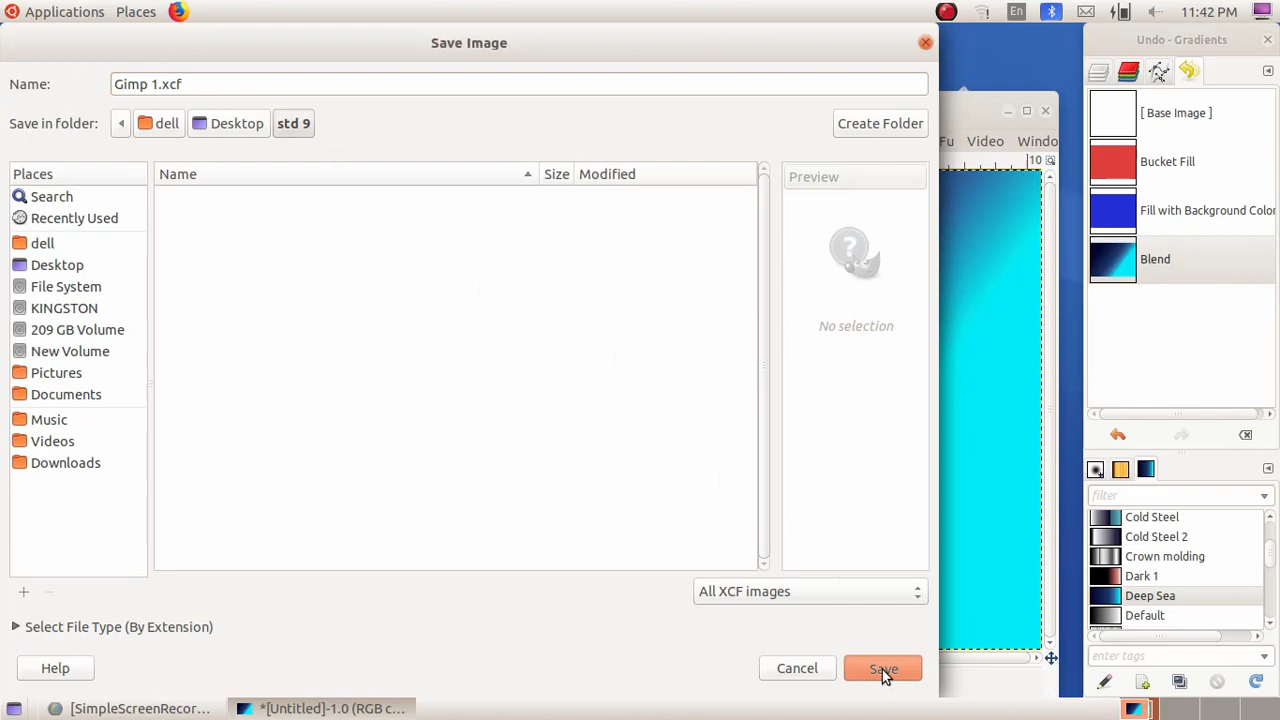 Applications Places En 11:42 PM
Save Image
Undo - Gradients
Name: Gimp 1.xcf
Save in folder: dell Desktop std 9 Create Folder
Fu Video Windo
10
Places
Search
Recently Used
dell
Desktop
File System
KINGSTON
209 GB Volume
New Volume
Pictures
Documents
Music
Videos
Downloads
Name Size Modified
Preview
No selection
All XCF images
Select File Type (By Extension)
Help Cancel Save
[ Base Image ]
Bucket Fill
Fill with Background Color
Blend
filter
Cold Steel
Cold Steel 2
Crown molding
Dark 1
Deep Sea
Default
enter tags
[SimpleScreenRecor... *[Untitled]-1.0 (RGB c...